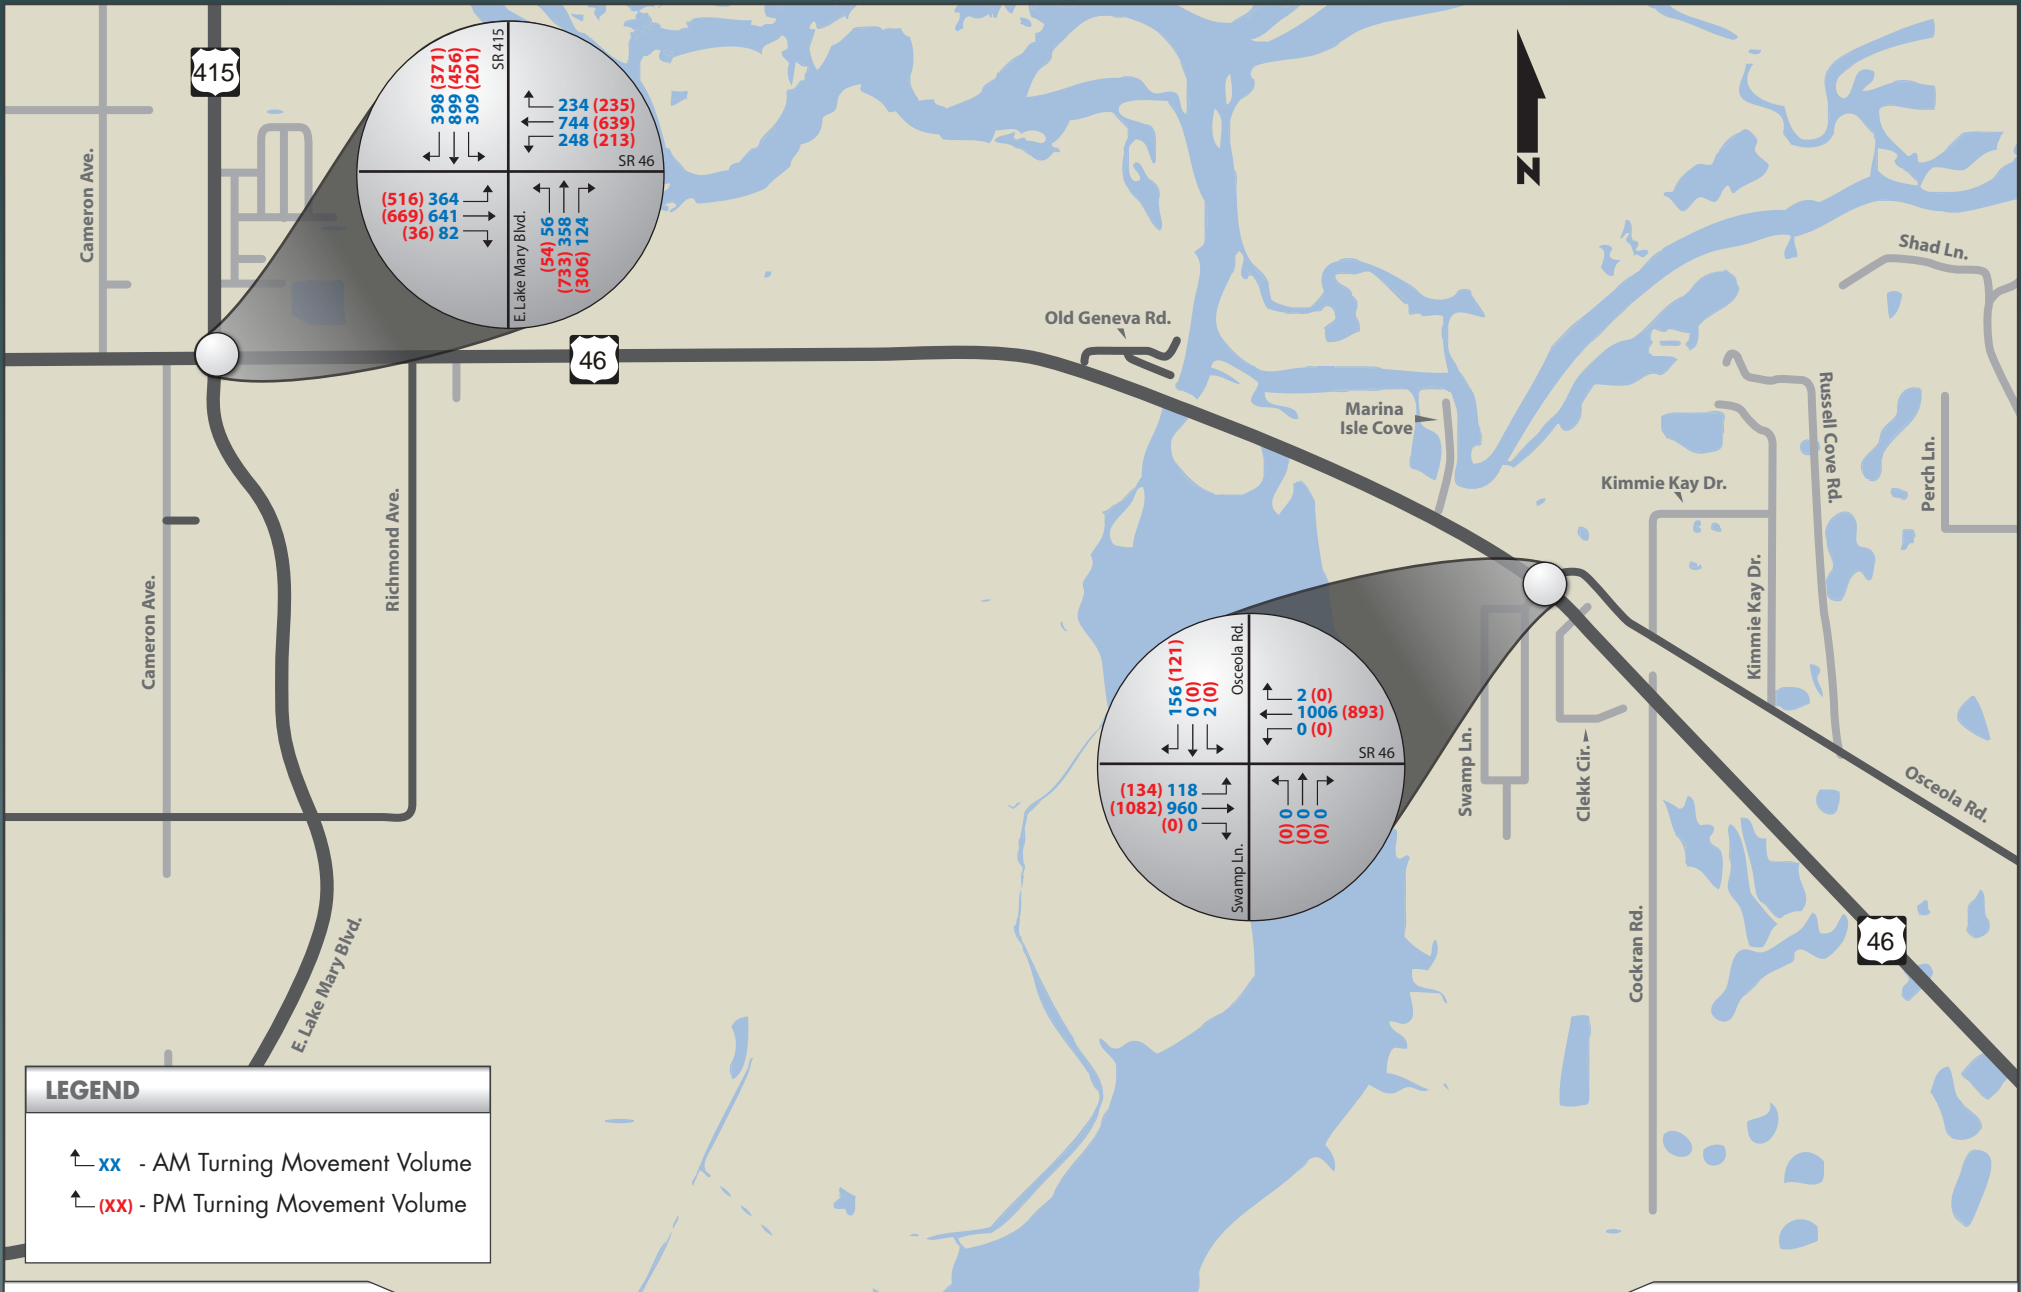 415
Cameron Ave.
SR 415
398 (371)
899 (456)
309 (201)
234 (235)
744 (639)
248 (213)
SR 46
(516) 364
(669) 641
(36) 82
E. Lake Mary Blvd.
(54) 56
(733) 358
(306) 124
N
Shad Ln.
Old Geneva Rd.
46
Marina
Isle Cove
Russell Cove Rd.
Perch Ln.
Kimmie Kay Dr.
Kimmie Kay Dr.
Richmond Ave.
Cameron Ave.
Osceola Rd.
156 (121)
0 (0)
2 (0)
2 (0)
1006 (893)
0 (0)
SR 46
(134) 118
(1082) 960
(0) 0
Swamp Ln.
(0) 0
(0) 0
(0) 0
Swamp Ln.
Clekk Cir.
Osceola Rd.
Cockran Rd.
46
E. Lake Mary Blvd.
LEGEND
XX - AM Turning Movement Volume
(XX) - PM Turning Movement Volume